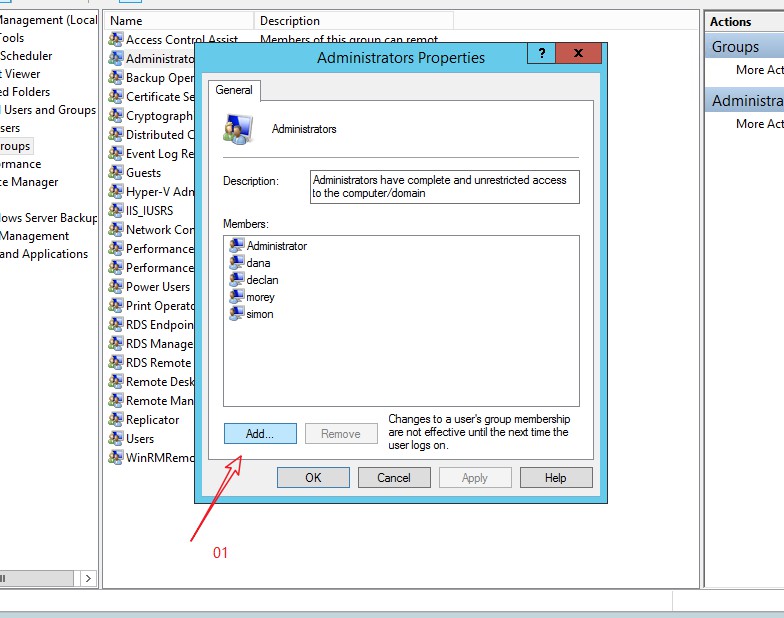 Management (Local
Tools
Scheduler
t Viewer
ed Folders
l Users and Groups
sers
roups
ormance
ce Manager
lows Server Backup
Management
and Applications
Name
Description
Access Control Assist
Members of this group can remot
Administrato
Backup Oper
Certificate Se
Cryptograph
Distributed C
Event Log Re
Guests
Hyper-V Adn
IIS_IUSRS
Network Con
Performance
Performance
Power Users
Print Operato
RDS Endpoin
RDS Manage
RDS Remote
Remote Desk
Remote Man
Replicator
Users
WinRMRemo
Administrators Properties
?
x
General
Administrators
Description:
Administrators have complete and unrestricted access
to the computer/domain
Members:
Administrator
dana
declan
morey
simon
Add...
Remove
Changes to a user's group membership
are not effective until the next time the
user logs on.
OK
Cancel
Apply
Help
01
Actions
Groups
More Act
Administra
More Act